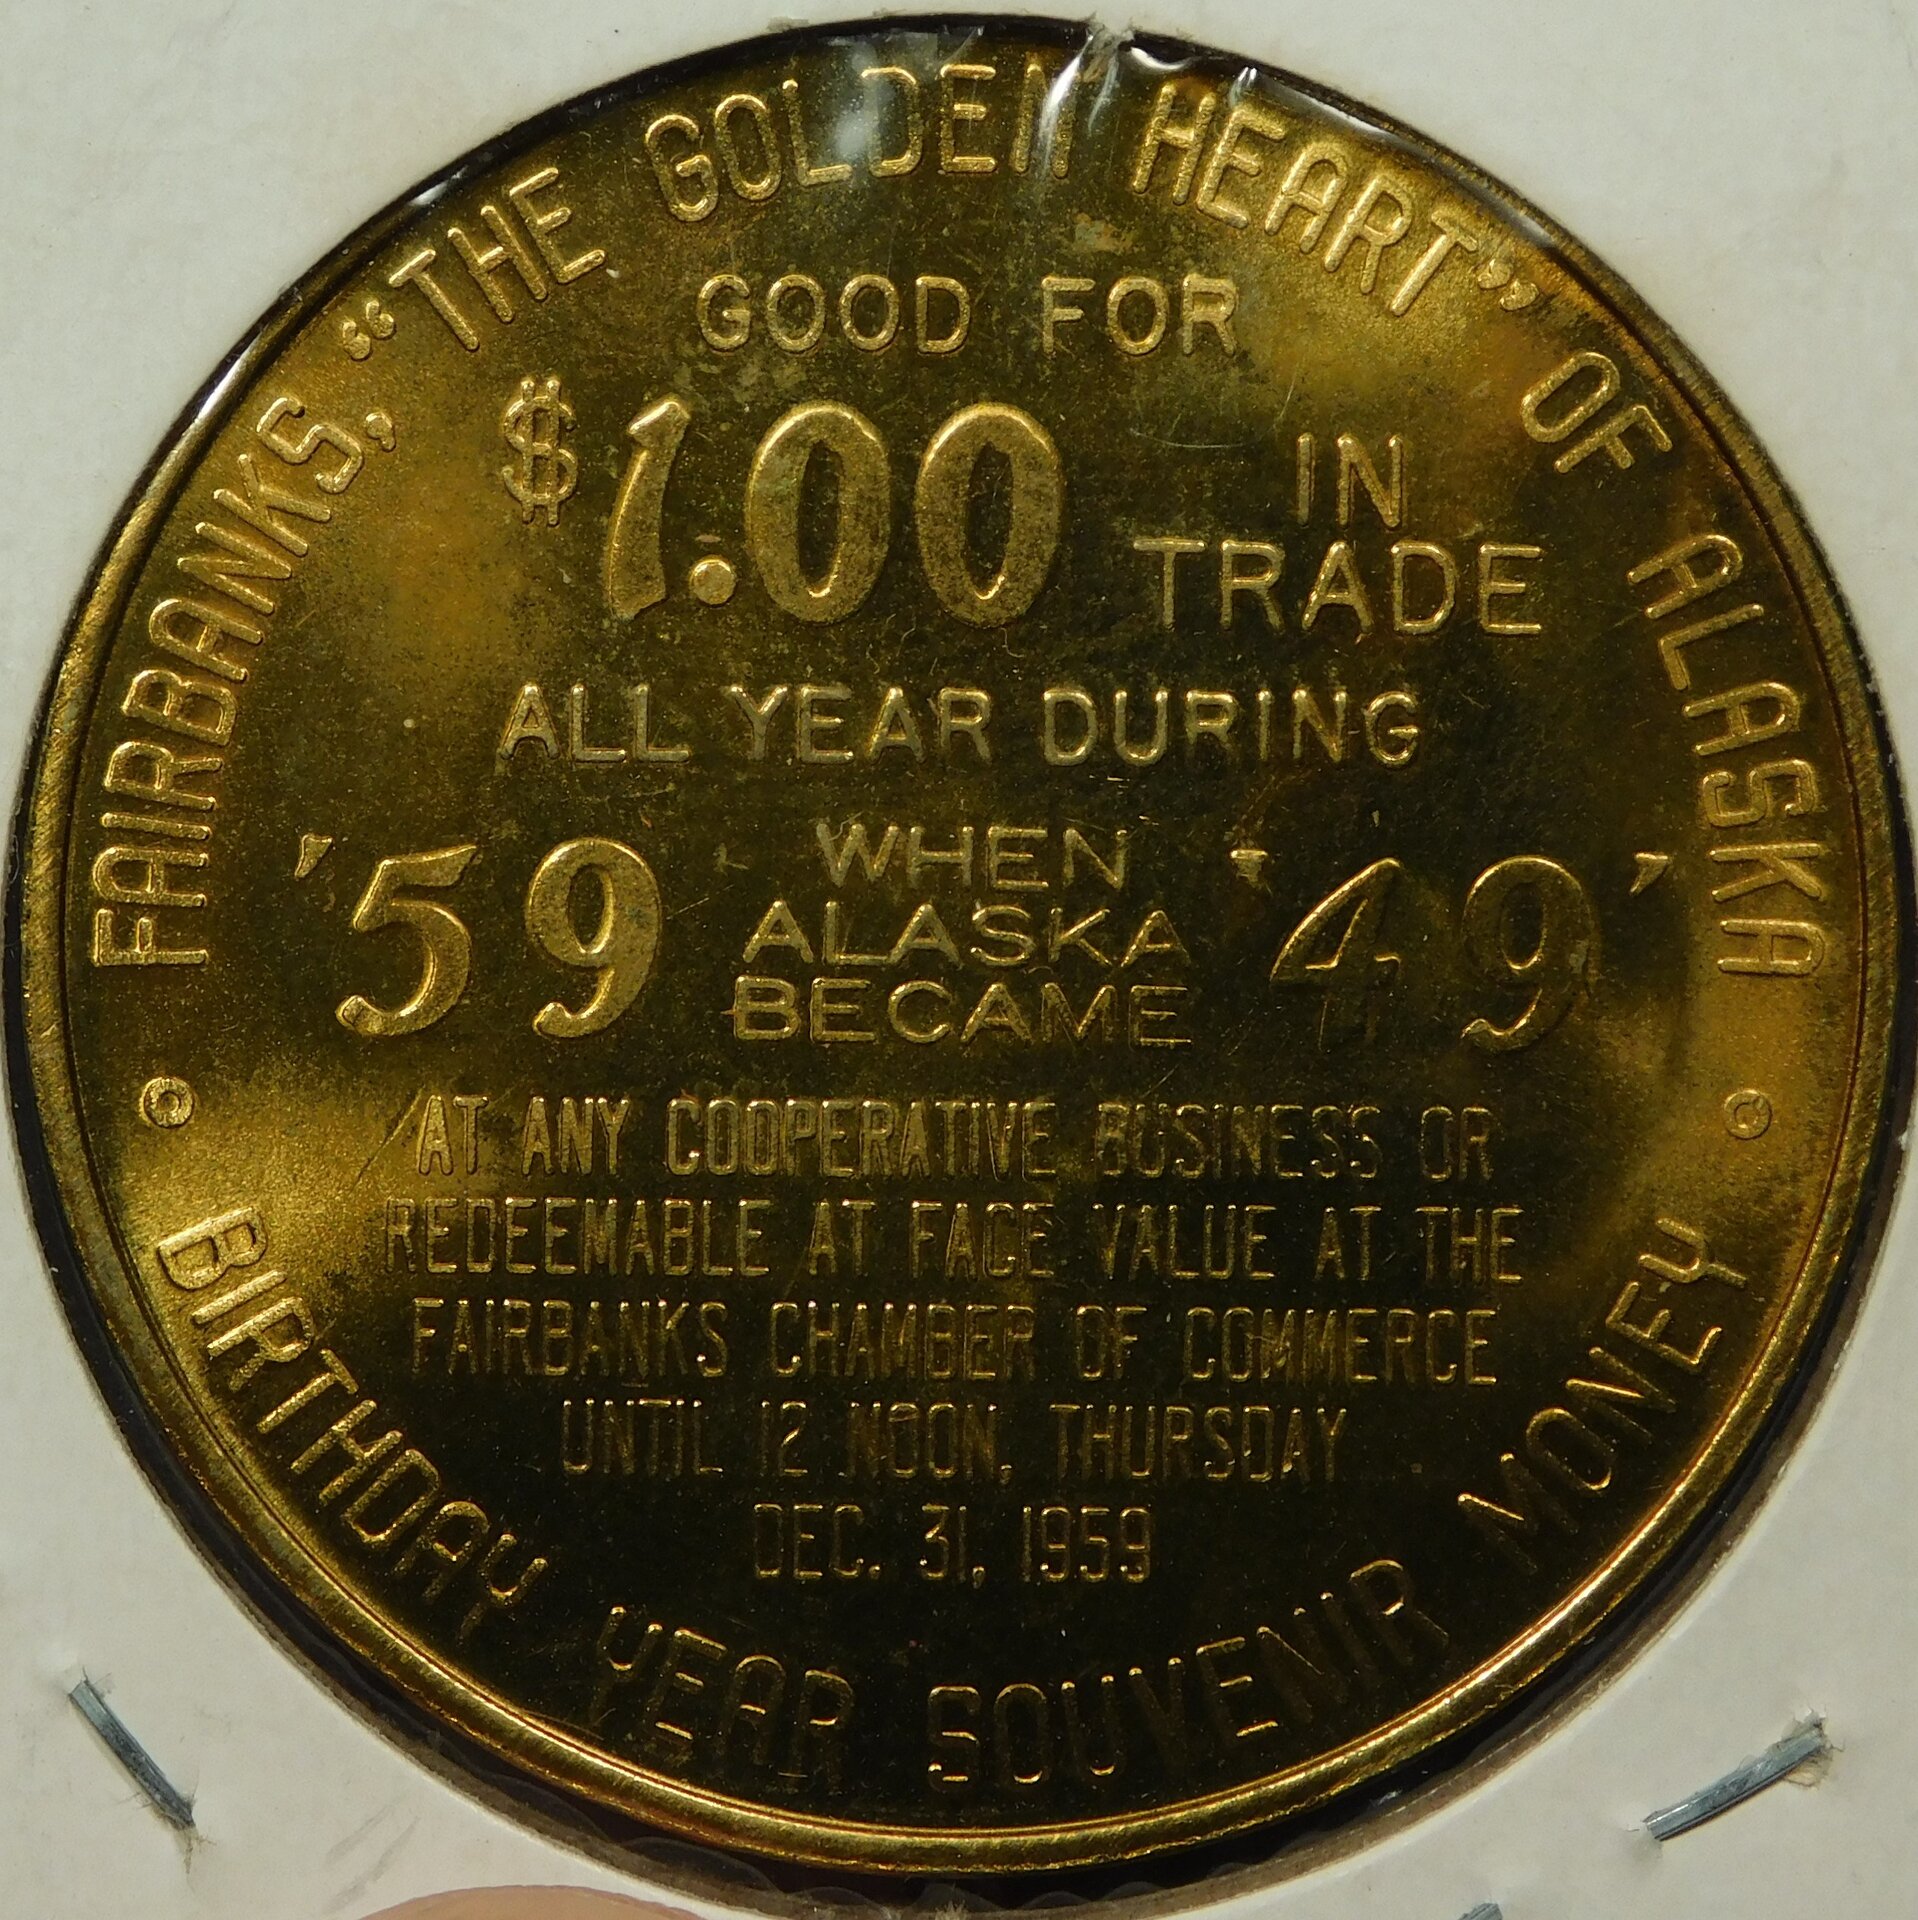 FAIRBANKS, “THE GOLDEN HEART” OF ALASKA
GOOD FOR
$1.00 IN
TRADE
ALL YEAR DURING
'59 WHEN
ALASKA
BECAME '49'
AT ANY COOPERATIVE BUSINESS OR
REDEEMABLE AT FACE VALUE AT THE
FAIRBANKS CHAMBER OF COMMERCE
UNTIL 12 NOON, THURSDAY
DEC. 31, 1959
BIRTHDAY YEAR SOUVENIR MONEY